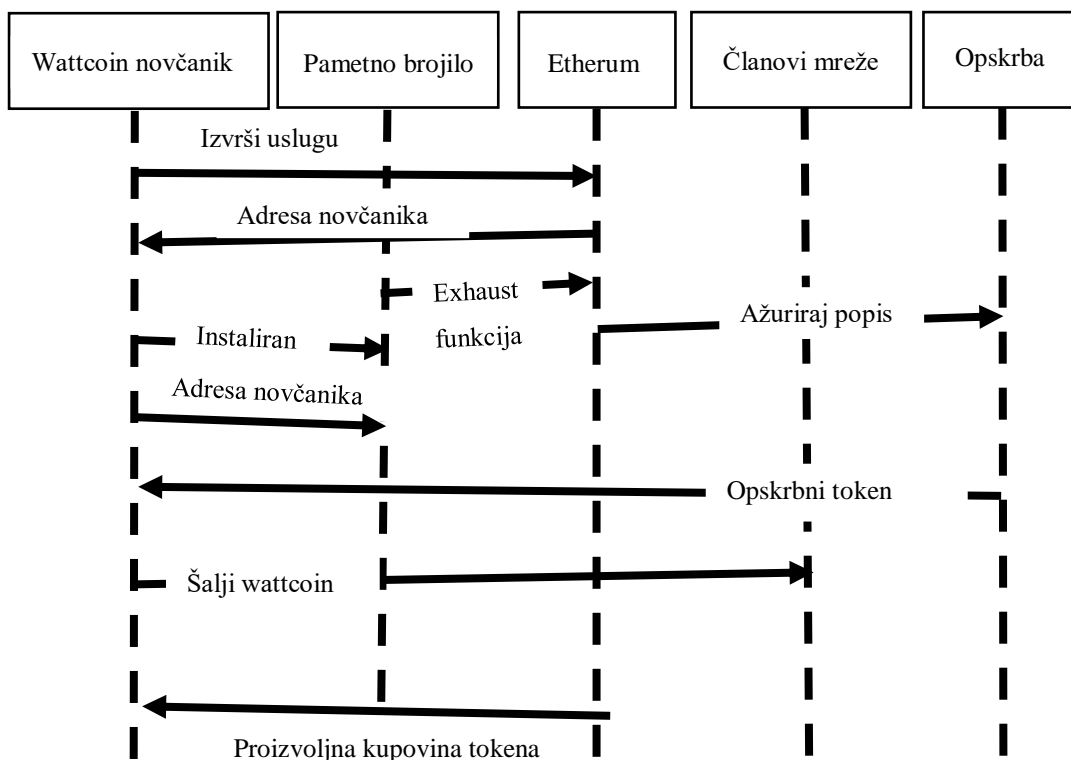 Wattcoin novčanik
Pametno brojilo
Etherum
Članovi mreže
Opskrba
Izvrši uslugu
Adresa novčanika
Exhaust
funkcija
Ažuriraj popis
Instaliran
Adresa novčanika
Opskrbni token
Šalji wattcoin
Proizvoljna kupovina tokena